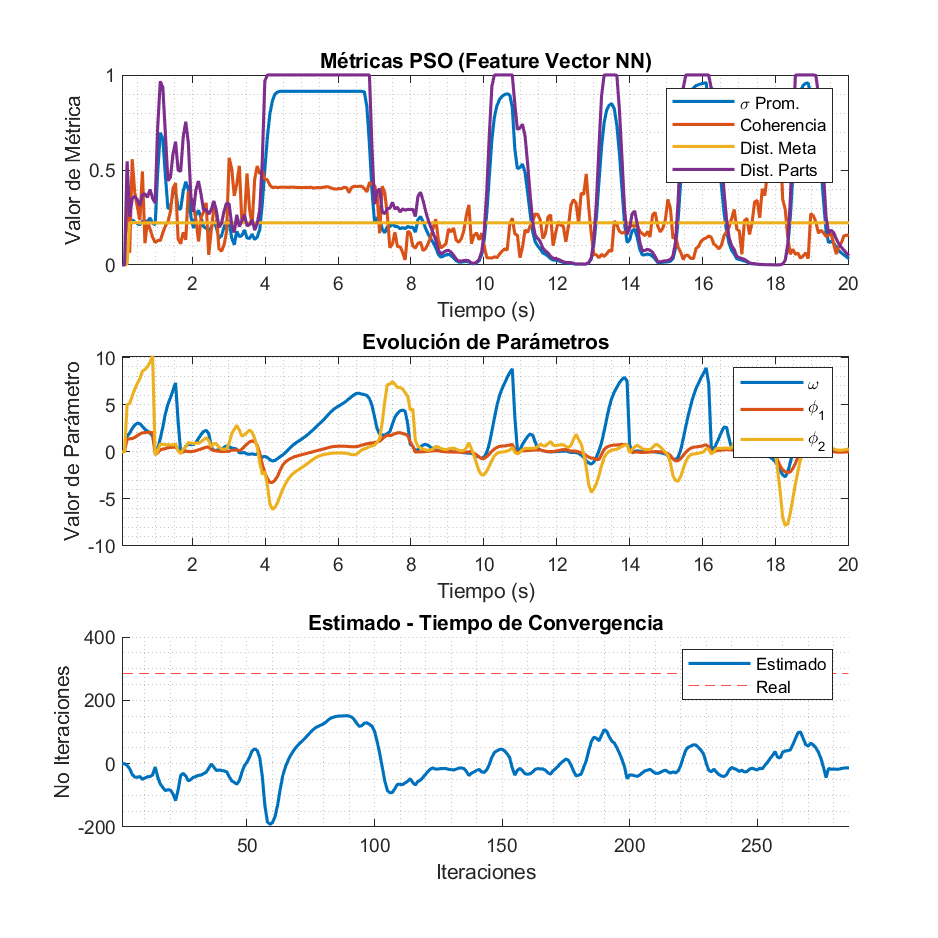 Métricas PSO (Feature Vector NN)
Valor de Métrica
1
0.5
0
σ Prom.
Coherencia
Dist. Meta
Dist. Parts
2 4 6 8 10 12 14 16 18 20
Tiempo (s)
Evolución de Parámetros
Valor de Parámetro
10
5
0
-5
-10
ω
ϕ1
ϕ2
2 4 6 8 10 12 14 16 18 20
Tiempo (s)
Estimado - Tiempo de Convergencia
No Iteraciones
400
200
0
-200
Estimado
Real
50 100 150 200 250
Iteraciones